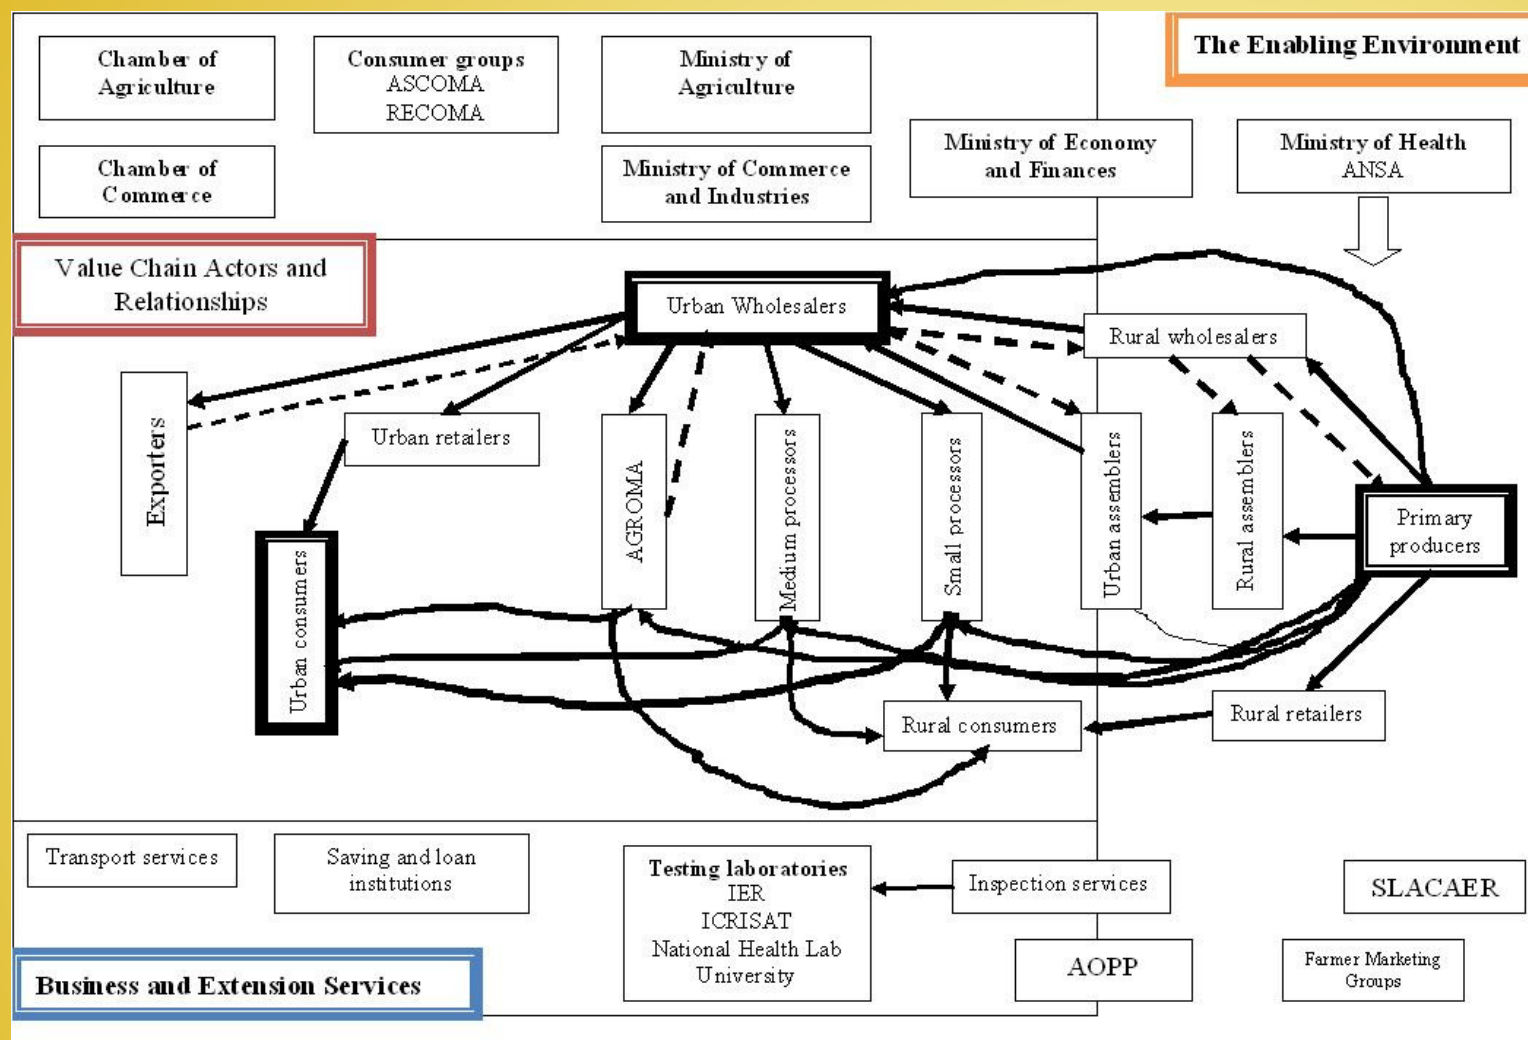 The Enabling Environment
Chamber of
Agriculture
Consumer groups
ASCOMA
RECOMA
Ministry of
Agriculture
Chamber of
Commerce
Ministry of Commerce
and Industries
Ministry of Economy
and Finances
Ministry of Health
ANSA
Value Chain Actors and
Relationships
Urban Wholesalers
Rural wholesalers
Exporters
Urban retailers
AGROMA
Medium processors
Small processors
Urban assemblers
Rural assemblers
Primary
producers
Urban consumers
Rural consumers
Rural retailers
Transport services
Saving and loan
institutions
Testing laboratories
IER
ICRISAT
National Health Lab
University
Inspection services
SLACAER
AOPP
Farmer Marketing
Groups
Business and Extension Services